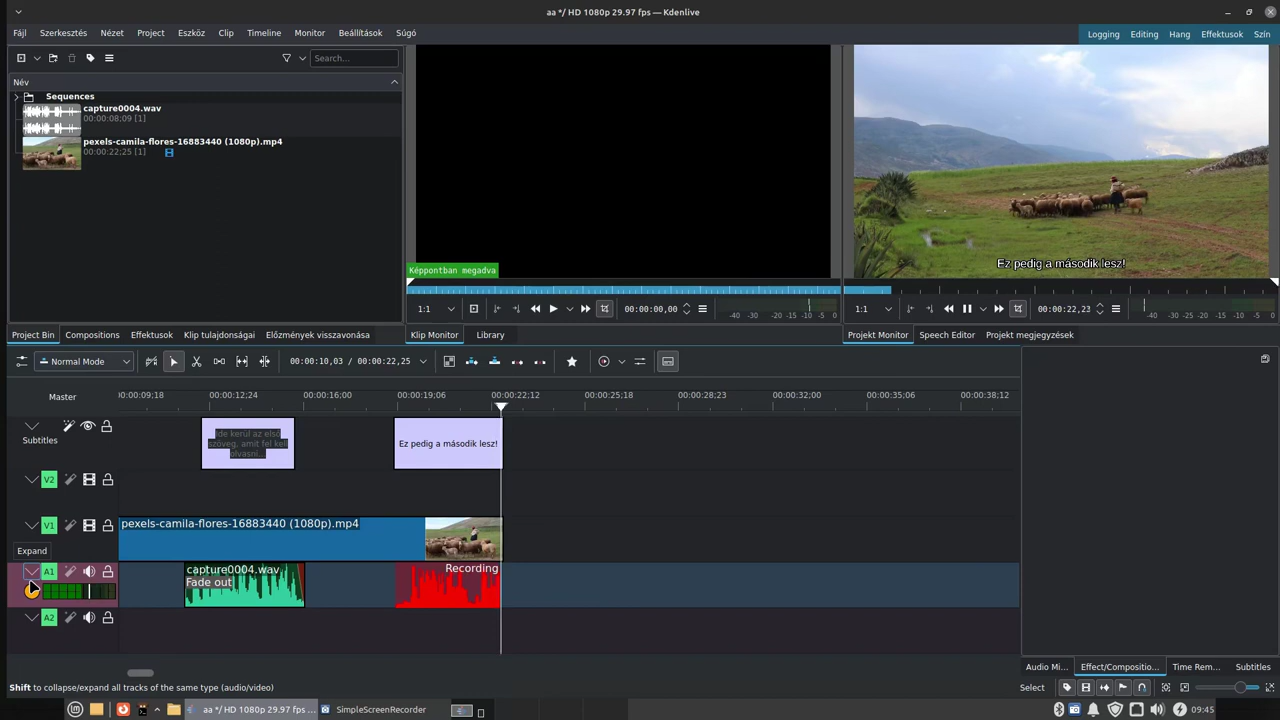 aa */ HD 1080p 29.97 fps — Kdenlive
Fájl Szerkesztés Nézet Project Eszköz Clip Timeline Monitor Beállítások Súgó
Logging Editing Hang Effektusok Szín
Search...
Név
Sequences
capture0004.wav
00:00:08;09 [1]
pexels-camila-flores-16883440 (1080p).mp4
00:00:22;25 [1]
Képpontban megadva
Ez pedig a második lesz!
1:1
00:00:00,00
-40 -30 -20 -15 -10 -5 0
1:1
00:00:22,23
-40 -30 -20 -15 -10 -5 0
Project Bin Compositions Effektusok Klip tulajdonságai Előzmények visszavonása
Klip Monitor Library
Projekt Monitor Speech Editor Projekt megjegyzések
Normal Mode
00:00:10,03 / 00:00:22,25
Master
00:00:09;18 00:00:12;24 00:00:16;00 00:00:19;06 00:00:22;12 00:00:25;18 00:00:28;23 00:00:32;00 00:00:35;06 00:00:38;12
Subtitles
Ide kerül az első
szöveg, amit fel kell
olvasni...
Ez pedig a második lesz!
V2
V1
pexels-camila-flores-16883440 (1080p).mp4
Expand
A1
capture0004.wav
Fade out
Recording
A2
Audio Mi... Effect/Compositio... Time Rem... Subtitles
Shift to collapse/expand all tracks of the same type (audio/video)
Select
aa */ HD 1080p 29.97 fps ...
SimpleScreenRecorder
09:45